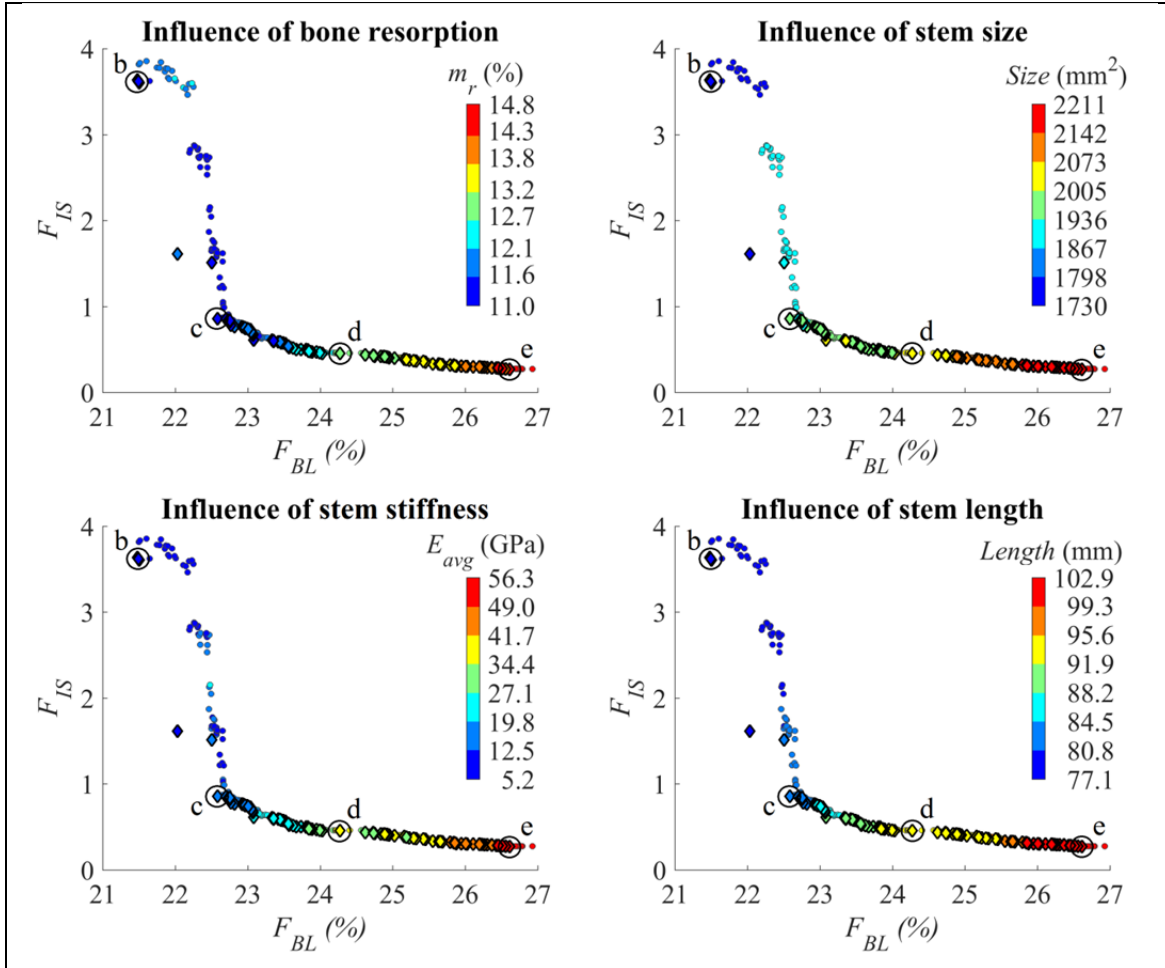 Influence of bone resorption
m_r (%)
14.8
14.3
13.8
13.2
12.7
12.1
11.6
11.0
b
c
d
e
4
3
2
1
0
F_IS
21 22 23 24 25 26 27
F_BL (%)
Influence of stem size
Size (mm²)
2211
2142
2073
2005
1936
1867
1798
1730
b
c
d
e
4
3
2
1
0
F_IS
21 22 23 24 25 26 27
F_BL (%)
Influence of stem stiffness
E_avg (GPa)
56.3
49.0
41.7
34.4
27.1
19.8
12.5
5.2
b
c
d
e
4
3
2
1
0
F_IS
21 22 23 24 25 26 27
F_BL (%)
Influence of stem length
Length (mm)
102.9
99.3
95.6
91.9
88.2
84.5
80.8
77.1
b
c
d
e
4
3
2
1
0
F_IS
21 22 23 24 25 26 27
F_BL (%)